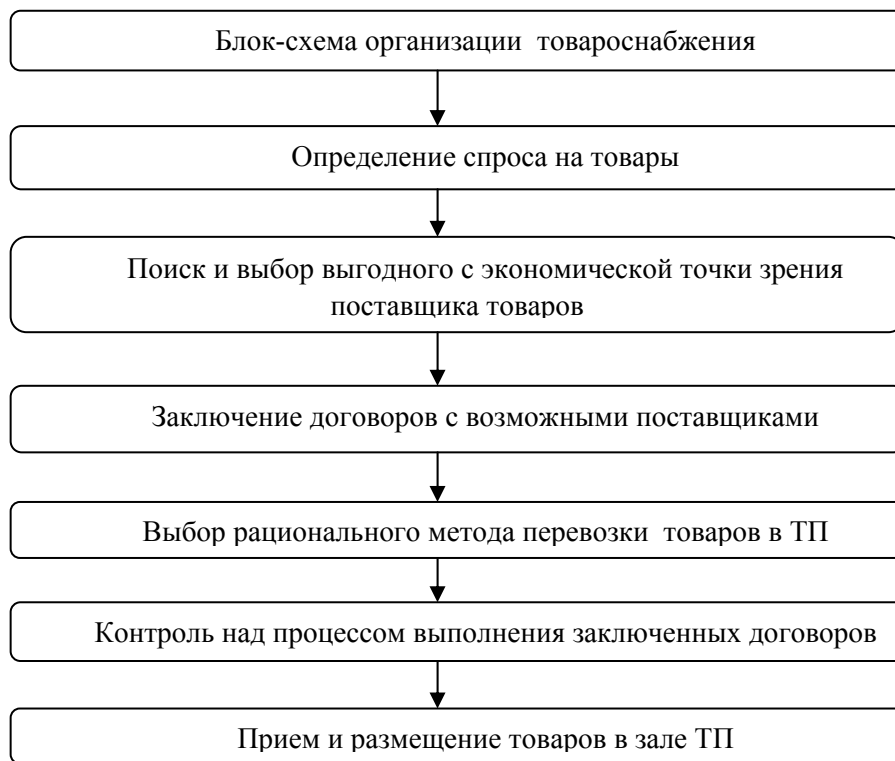 Блок-схема организации  товароснабжения
Определение спроса на товары
Поиск и выбор выгодного с экономической точки зрения
поставщика товаров
Заключение договоров с возможными поставщиками
Выбор рационального метода перевозки  товаров в ТП
Контроль над процессом выполнения заключенных договоров
Прием и размещение товаров в зале ТП